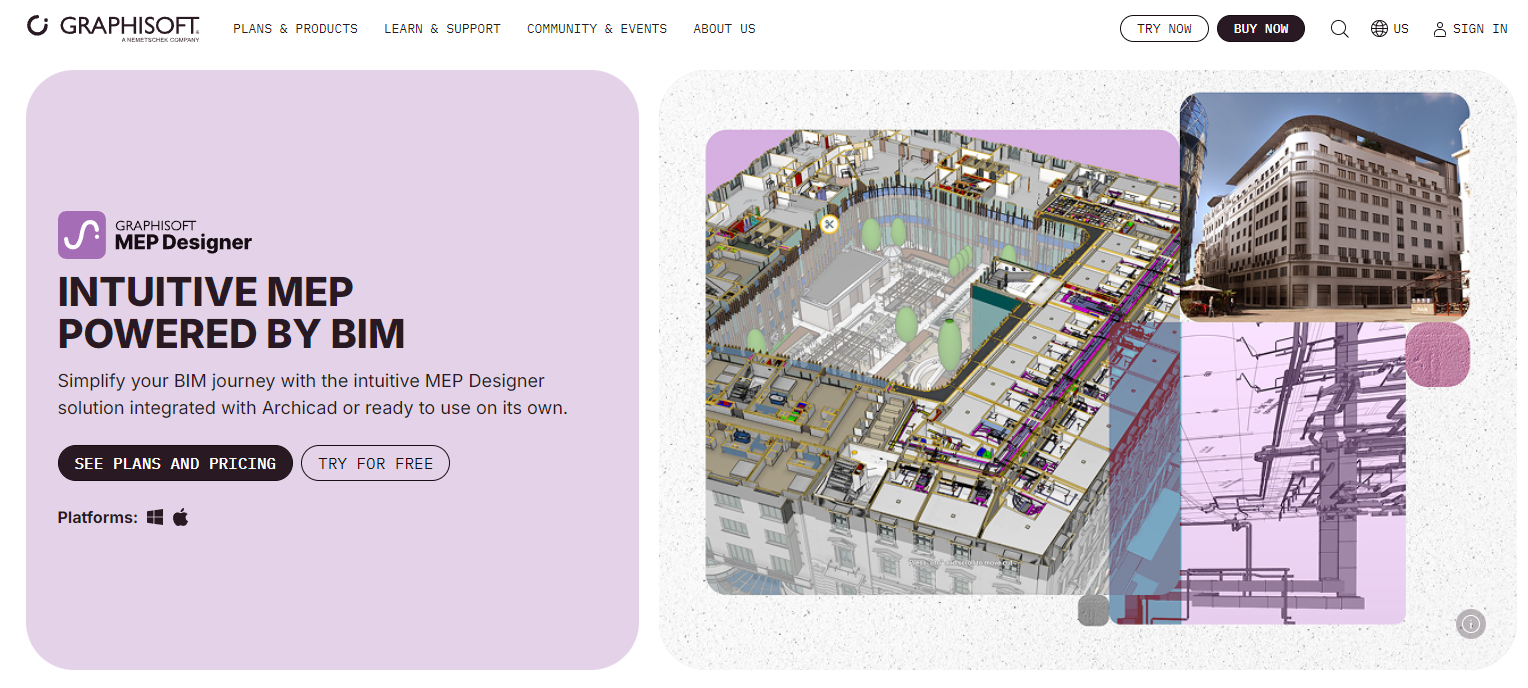 GRAPHISOFT
A NEMETSCHEK COMPANY
PLANS & PRODUCTS
LEARN & SUPPORT
COMMUNITY & EVENTS
ABOUT US
TRY NOW
BUY NOW
US
SIGN IN
GRAPHISOFT
MEP Designer
INTUITIVE MEP
POWERED BY BIM
Simplify your BIM journey with the intuitive MEP Designer
solution integrated with Archicad or ready to use on its own.
SEE PLANS AND PRICING
TRY FOR FREE
Platforms: